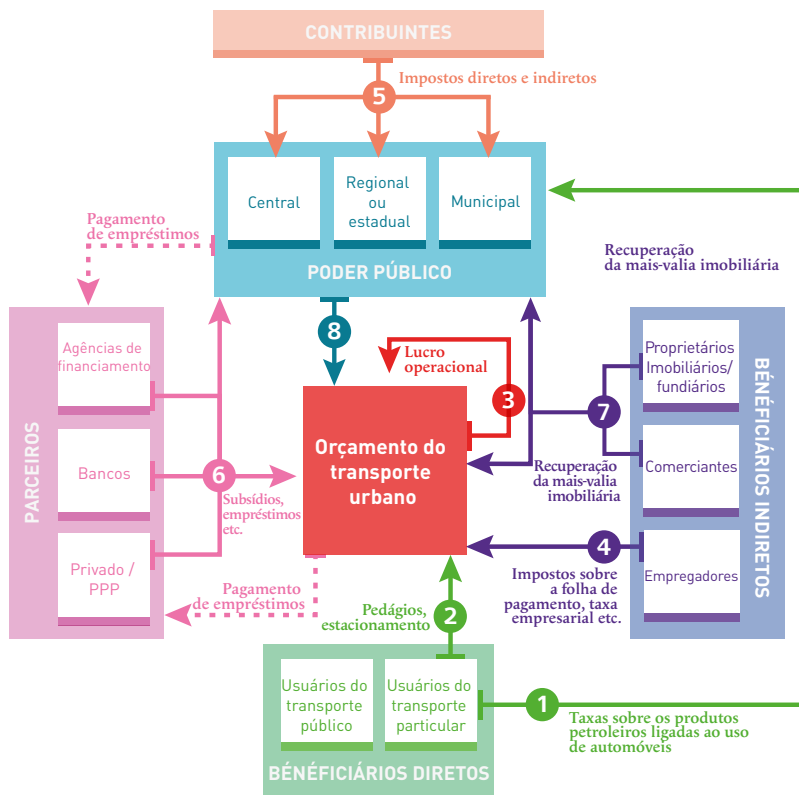 CONTRIBUINTES
Impostos diretos e indiretos
5
Central
Regional
ou
estadual
Municipal
PODER PÚBLICO
Pagamento
de empréstimos
Recuperação
da mais-valia imobiliária
8
Lucro
operacional
3
PARCEIROS
Agências de
financiamento
Bancos
Privado /
PPP
6
Subsídios,
empréstimos
etc.
Orçamento do
transporte
urbano
7
Recuperação
da mais-valia
imobiliária
Proprietários
Imobiliários/
fundiários
Comerciantes
Empregadores
BÉNÉFICIÁRIOS INDIRETOS
4
Impostos sobre
a folha de
pagamento, taxa
empresarial etc.
Pagamento
de empréstimos
Pedágios,
estacionamento
2
Usuários do
transporte
público
Usuários do
transporte
particular
BÉNÉFICIÁRIOS DIRETOS
1
Taxas sobre os produtos
petroleiros ligadas ao uso
de automóveis